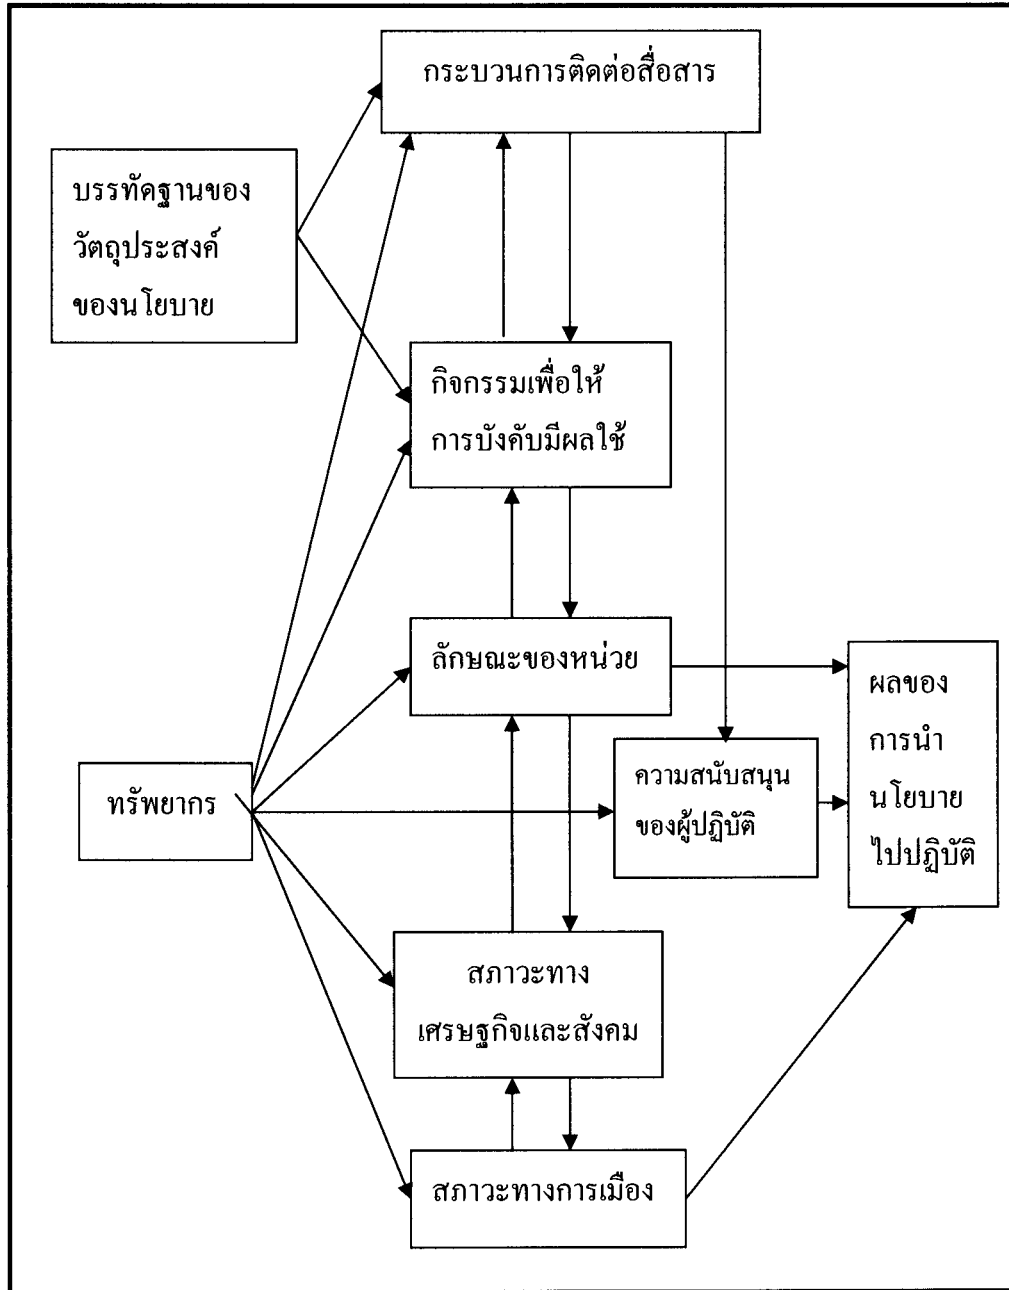 กระบวนการติดต่อสื่อสาร
บรรทัดฐานของ
วัตถุประสงค์
ของนโยบาย
กิจกรรมเพื่อให้
การบังคับมีผลใช้
ลักษณะของหน่วย
ผลของ
การนำ
นโยบาย
ไปปฏิบัติ
ความสนับสนุน
ของผู้ปฏิบัติ
ทรัพยากร
สภาวะทาง
เศรษฐกิจและสังคม
สภาวะทางการเมือง